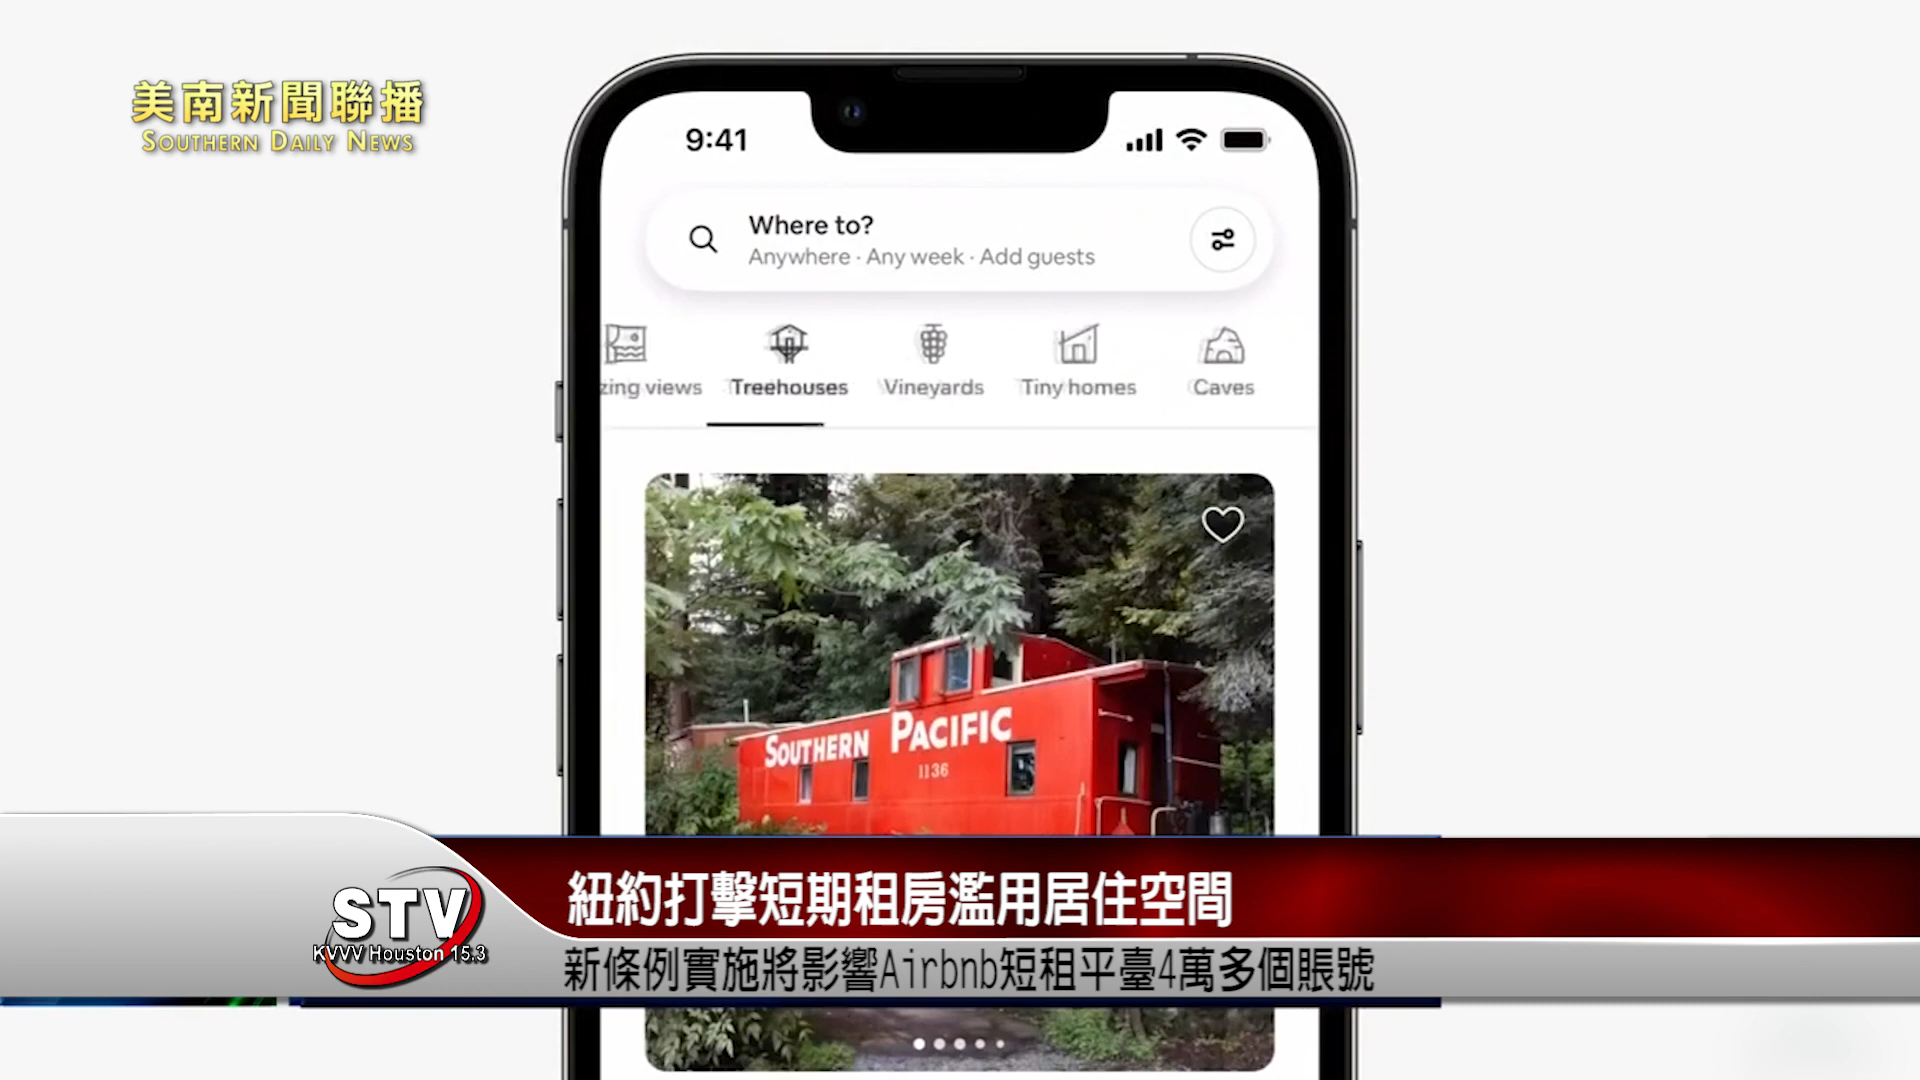 美南新聞聯播
SOUTHERN DAILY NEWS
9:41
Where to?
Anywhere · Any week · Add guests
zing views Treehouses Vineyards Tiny homes Caves
SOUTHERN PACIFIC
1136
STV
KVVV Houston 15.3
紐約打擊短期租房濫用居住空間
新條例實施將影響Airbnb短租平臺4萬多個賬號